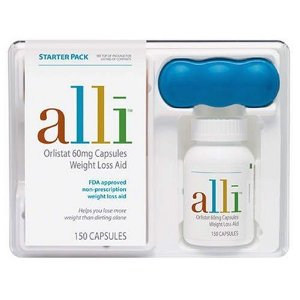 STARTER PACK
alli™
Orlistat 60mg Capsules
Weight Loss Aid
FDA approved
non-prescription
weight loss aid
Helps you lose more
weight than dieting alone
150 CAPSULES
alli
Orlistat 60mg Capsules
Weight Loss Aid
150 CAPSULES